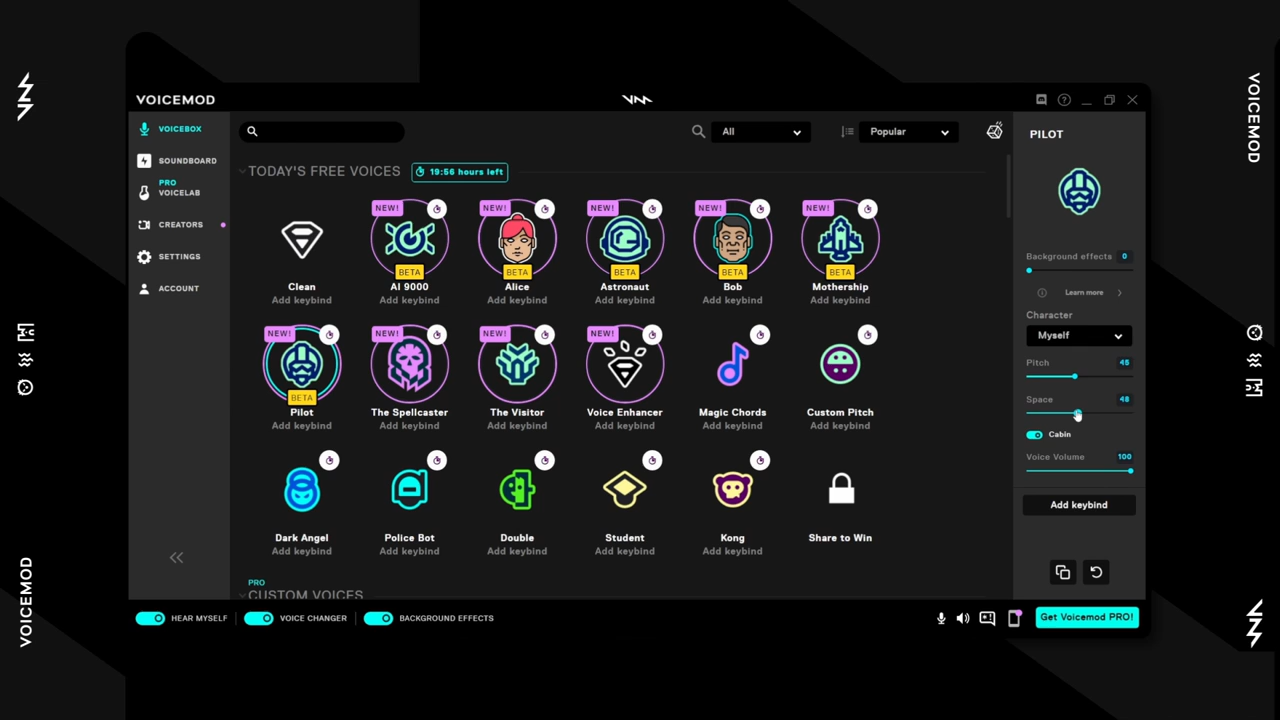 VOICEMOD
VOICEMOD
VOICEMOD
VOICEMOD
VOICEBOX
SOUNDBOARD
PRO
VOICELAB
CREATORS
SETTINGS
ACCOUNT
All
Popular
TODAY'S FREE VOICES 19:56 hours left
NEW! NEW! NEW! NEW! NEW!
BETA BETA BETA BETA BETA
Clean AI 9000 Alice Astronaut Bob Mothership
Add keybind Add keybind Add keybind Add keybind Add keybind Add keybind
NEW! NEW! NEW! NEW!
BETA
Pilot The Spellcaster The Visitor Voice Enhancer Magic Chords Custom Pitch
Add keybind Add keybind Add keybind Add keybind Add keybind Add keybind
Dark Angel Police Bot Double Student Kong Share to Win
Add keybind Add keybind Add keybind Add keybind Add keybind
PRO
CUSTOM VOICES
PILOT
Background effects 0
Learn more
Character
Myself
Pitch 45
Space 48
Cabin
Voice Volume 100
Add keybind
HEAR MYSELF VOICE CHANGER BACKGROUND EFFECTS
Get Voicemod PRO!